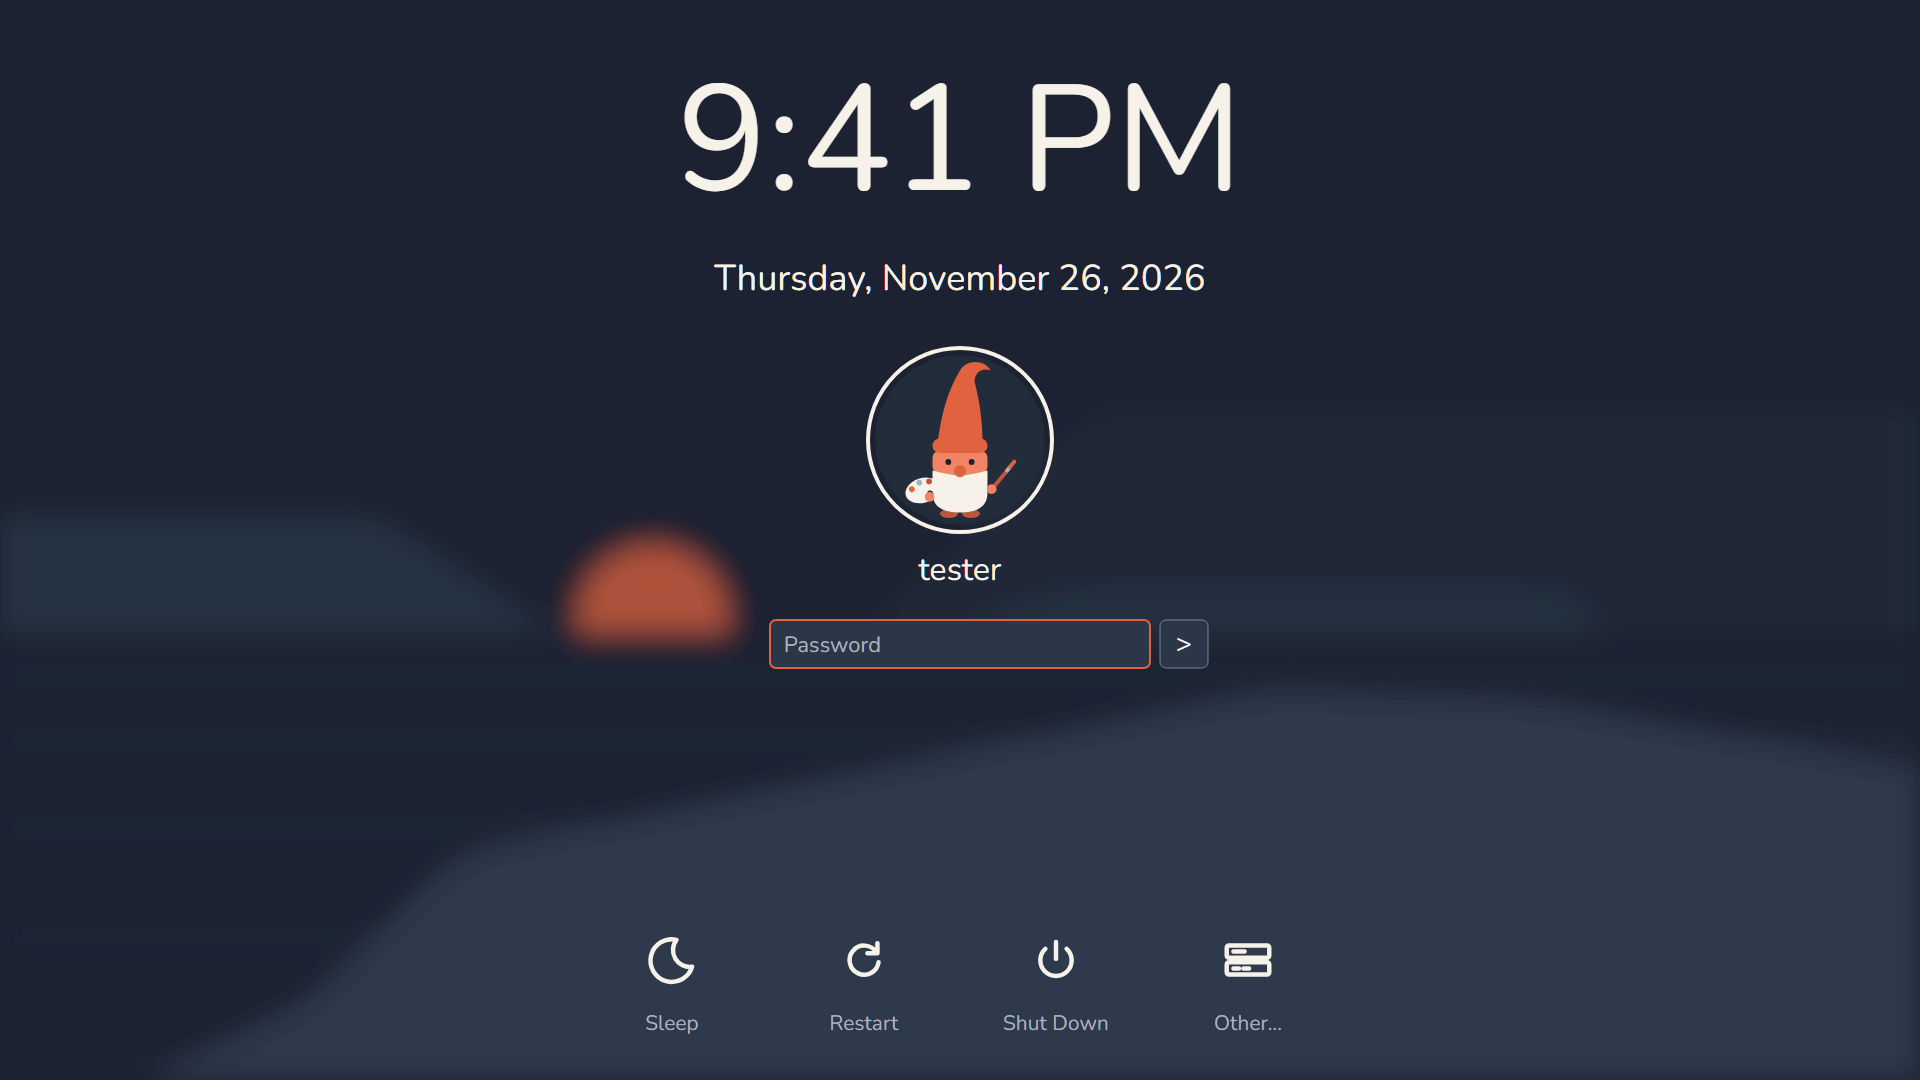 9:41 PM
Thursday, November 26, 2026
tester
Password >
Sleep Restart Shut Down Other...